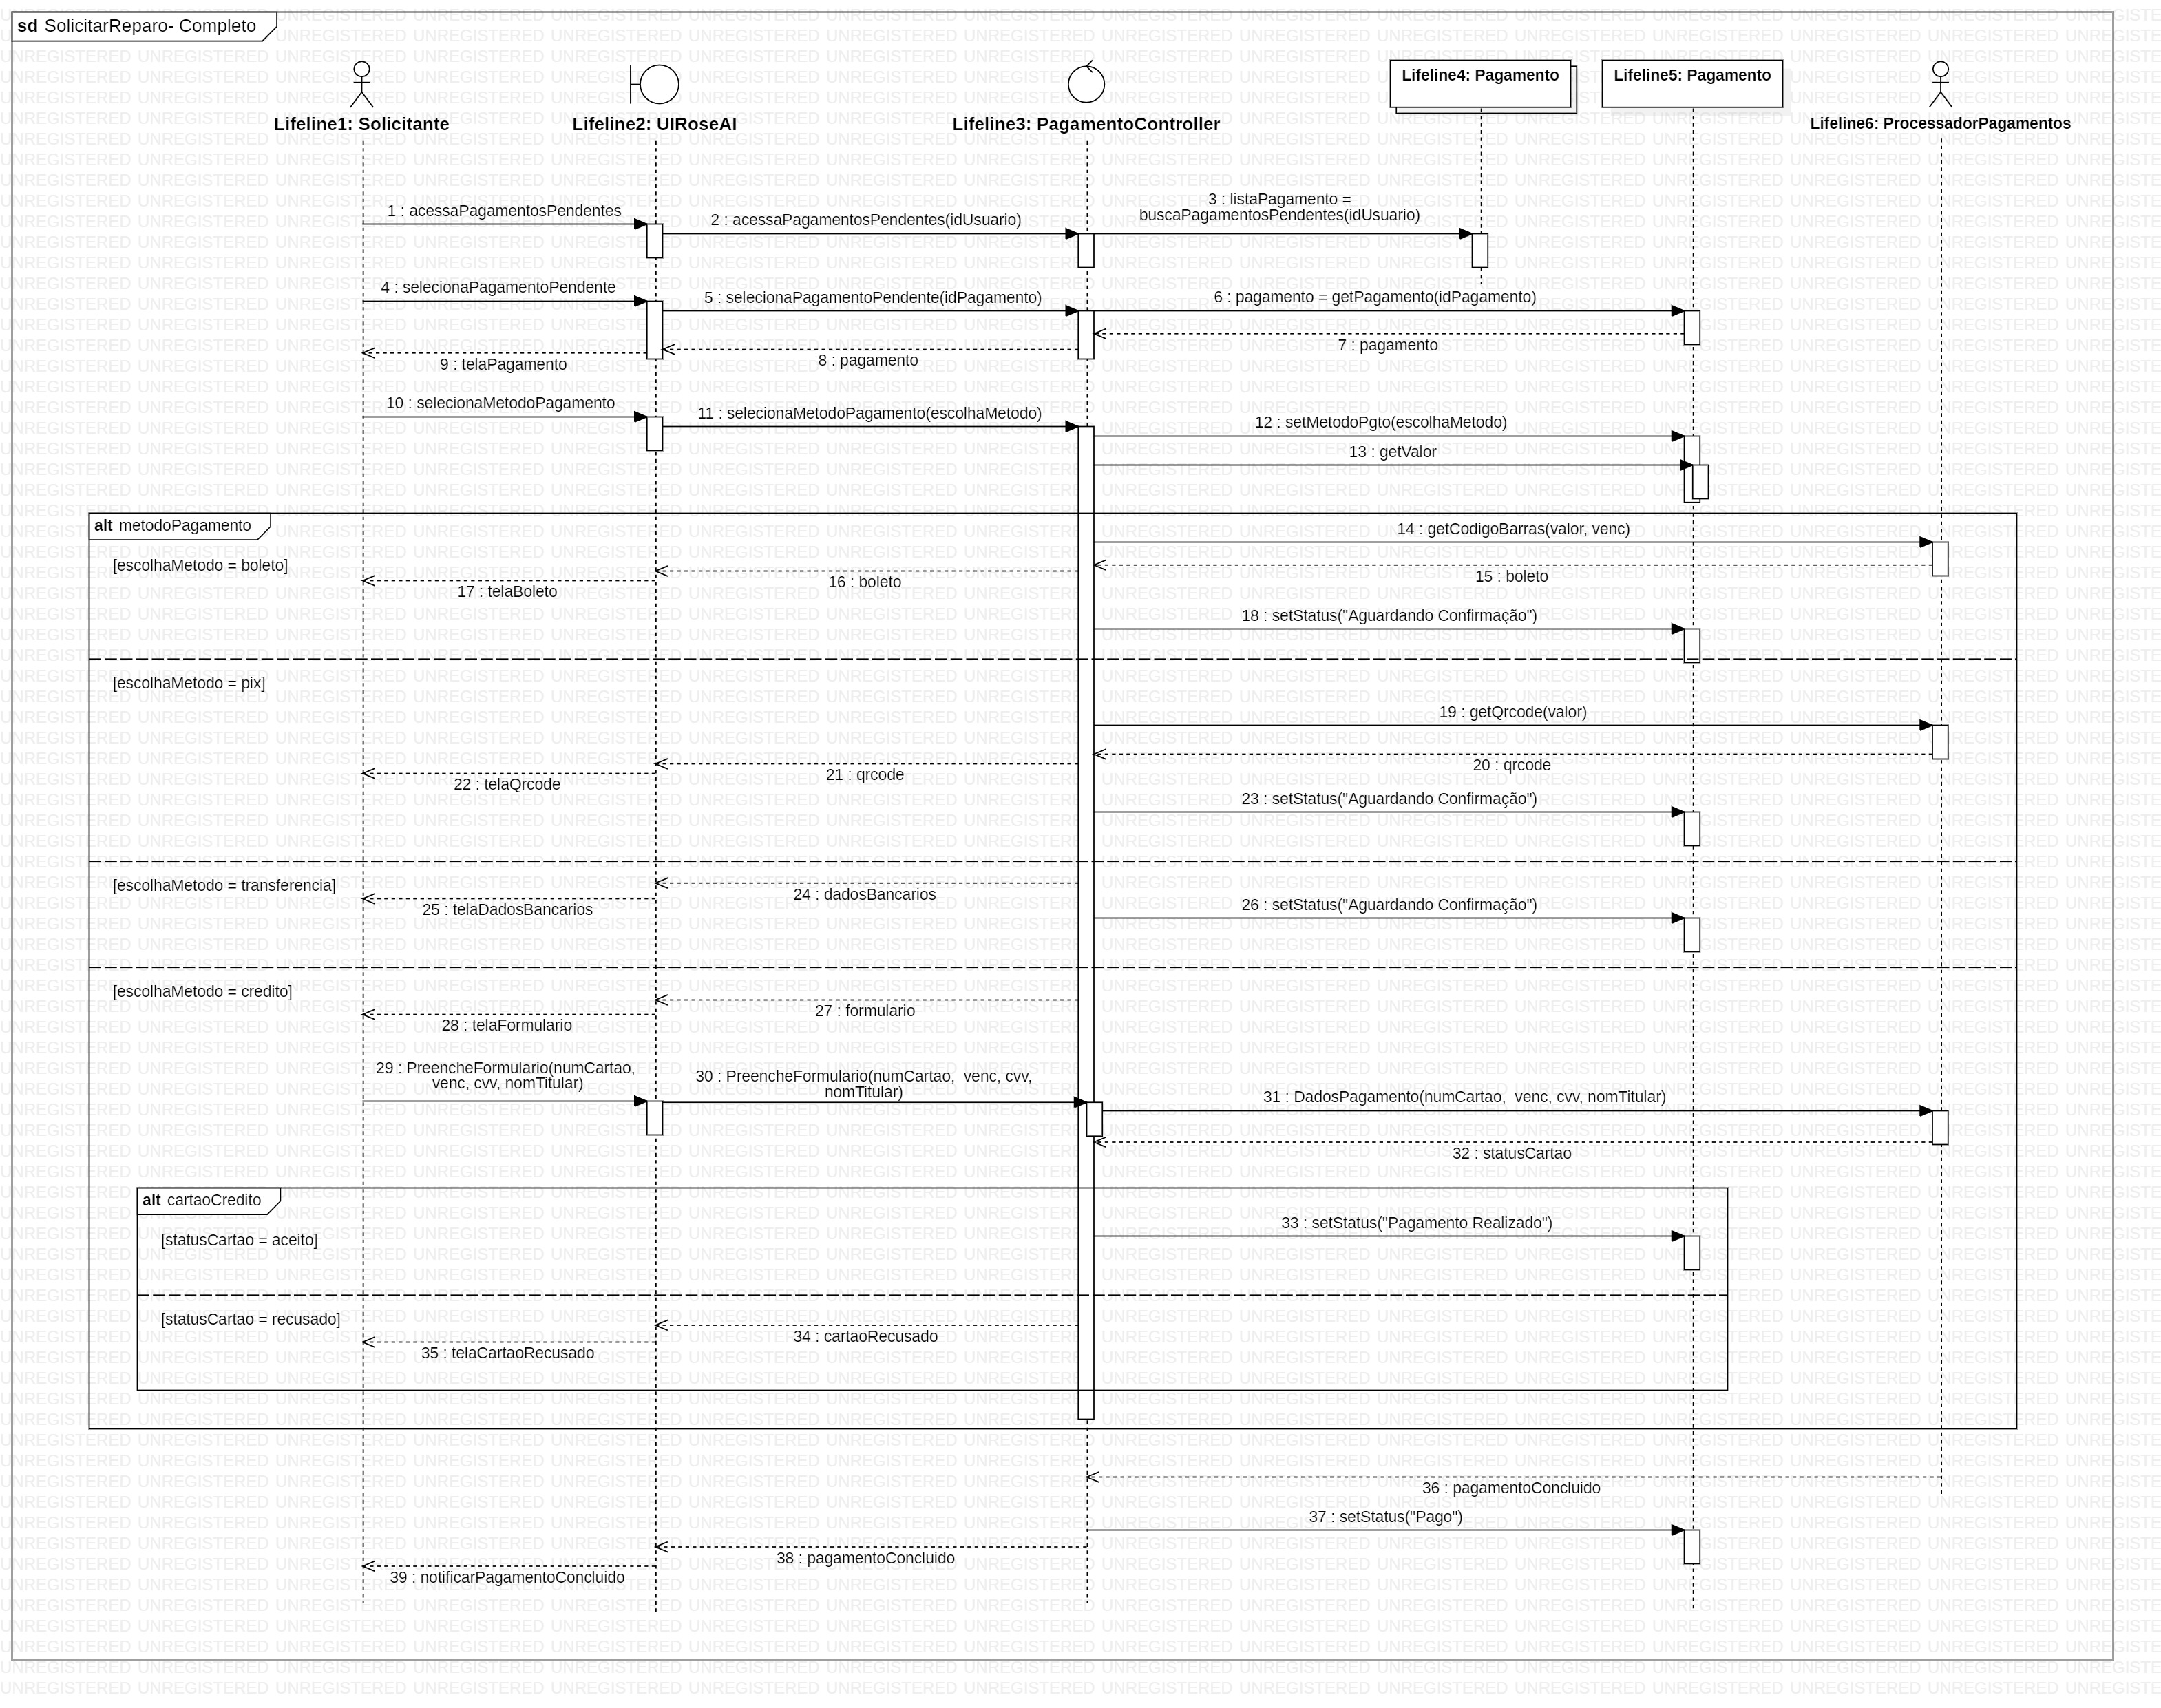 sd SolicitarReparo- Completo
Lifeline1: Solicitante
Lifeline2: UIRoseAI
Lifeline3: PagamentoController
Lifeline4: Pagamento
Lifeline5: Pagamento
Lifeline6: ProcessadorPagamentos
1 : acessaPagamentosPendentes
2 : acessaPagamentosPendentes(idUsuario)
3 : listaPagamento =
buscaPagamentosPendentes(idUsuario)
4 : selecionaPagamentoPendente
5 : selecionaPagamentoPendente(idPagamento)
6 : pagamento = getPagamento(idPagamento)
7 : pagamento
8 : pagamento
9 : telaPagamento
10 : selecionaMetodoPagamento
11 : selecionaMetodoPagamento(escolhaMetodo)
12 : setMetodoPgto(escolhaMetodo)
13 : getValor
alt metodoPagamento
[escolhaMetodo = boleto]
14 : getCodigoBarras(valor, venc)
15 : boleto
16 : boleto
17 : telaBoleto
18 : setStatus("Aguardando Confirmação")
[escolhaMetodo = pix]
19 : getQrcode(valor)
20 : qrcode
21 : qrcode
22 : telaQrcode
23 : setStatus("Aguardando Confirmação")
[escolhaMetodo = transferencia]
24 : dadosBancarios
25 : telaDadosBancarios
26 : setStatus("Aguardando Confirmação")
[escolhaMetodo = credito]
27 : formulario
28 : telaFormulario
29 : PreencheFormulario(numCartao,
venc, cvv, nomTitular)
30 : PreencheFormulario(numCartao,  venc, cvv,
nomTitular)
31 : DadosPagamento(numCartao,  venc, cvv, nomTitular)
32 : statusCartao
alt cartaoCredito
[statusCartao = aceito]
33 : setStatus("Pagamento Realizado")
[statusCartao = recusado]
34 : cartaoRecusado
35 : telaCartaoRecusado
36 : pagamentoConcluido
37 : setStatus("Pago")
38 : pagamentoConcluido
39 : notificarPagamentoConcluido